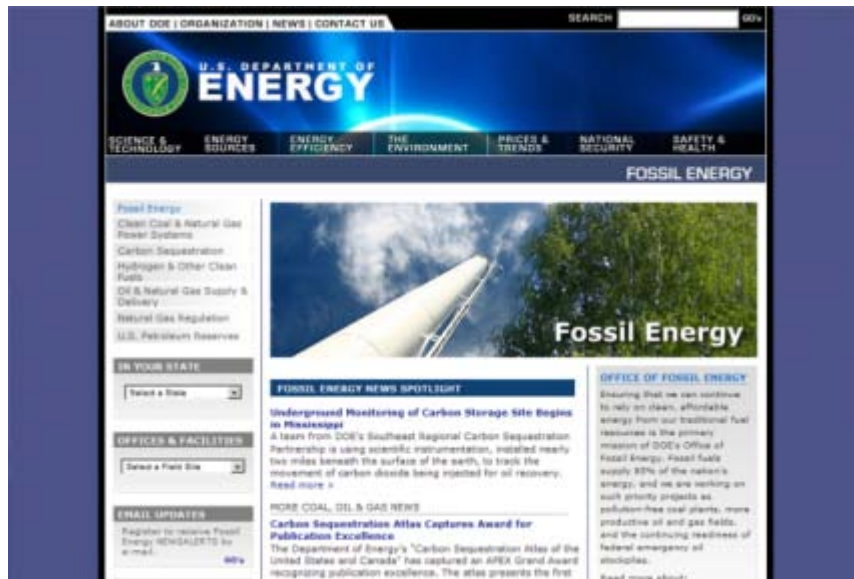 ABOUT DOE | ORGANIZATION | NEWS | CONTACT US
SEARCH
GO»
U.S. DEPARTMENT OF
ENERGY
SCIENCE & TECHNOLOGY
ENERGY SOURCES
ENERGY EFFICIENCY
THE ENVIRONMENT
PRICES & TRENDS
NATIONAL SECURITY
SAFETY & HEALTH
FOSSIL ENERGY
Fossil Energy
Clean Coal & Natural Gas
Power Systems
Carbon Sequestration
Hydrogen & Other Clean
Fuels
Oil & Natural Gas Supply &
Delivery
Natural Gas Regulation
U.S. Petroleum Reserves
IN YOUR STATE
Select a State
OFFICES & FACILITIES
Select a Field Site
EMAIL UPDATES
Register to receive Fossil
Energy NEWSALERTS by
e-mail.
GO»
Fossil Energy
FOSSIL ENERGY NEWS SPOTLIGHT
Underground Monitoring of Carbon Storage Site Begins
in Mississippi
A team from DOE's Southeast Regional Carbon Sequestration
Partnership is using scientific instrumentation, installed nearly
two miles beneath the surface of the earth, to track the
movement of carbon dioxide being injected for oil recovery.
Read more »
MORE COAL, OIL & GAS NEWS
Carbon Sequestration Atlas Captures Award for
Publication Excellence
The Department of Energy's "Carbon Sequestration Atlas of the
United States and Canada" has captured an APEX Grand Award
recognizing publication excellence. The atlas presents the first
OFFICE OF FOSSIL ENERGY
Ensuring that we can continue
to rely on clean, affordable
energy from our traditional fuel
resources is the primary
mission of DOE's Office of
Fossil Energy. Fossil fuels
supply 85% of the nation's
energy, and we are working on
such priority projects as
pollution-free coal plants, more
productive oil and gas fields,
and the continuing readiness of
federal emergency oil
stockpiles.
Read more about: